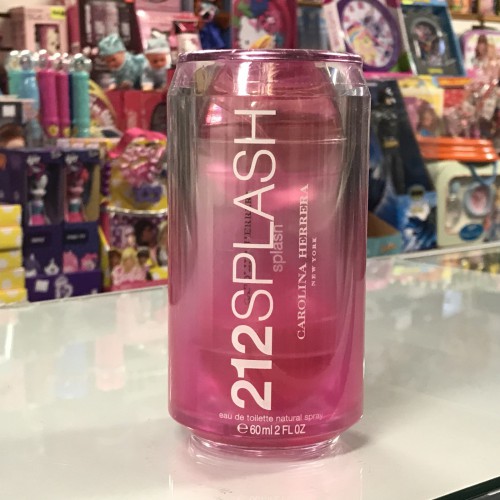 212SPLASH
splash
CAROLINA HERRERA
NEW YORK
eau de toilette natural spray
℮ 60 ml 2 FL OZ